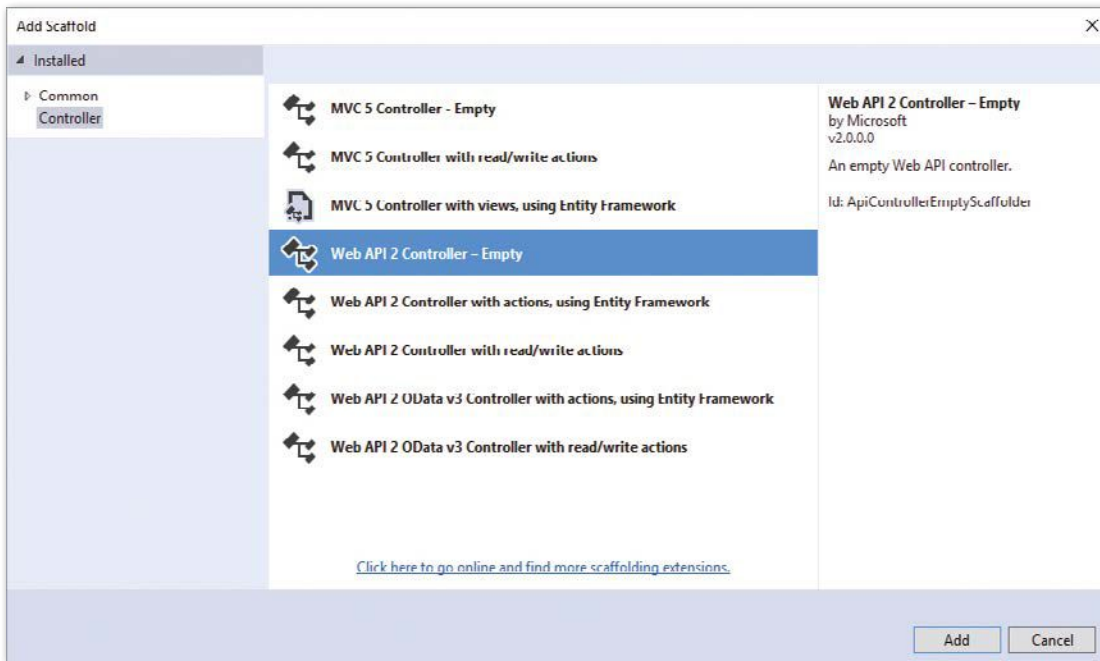 Add Scaffold
Installed
Common
Controller
MVC 5 Controller - Empty
MVC 5 Controller with read/write actions
MVC 5 Controller with views, using Entity Framework
Web API 2 Controller – Empty
Web API 2 Controller with actions, using Entity Framework
Web API 2 Controller with read/write actions
Web API 2 OData v3 Controller with actions, using Entity Framework
Web API 2 OData v3 Controller with read/write actions
Click here to go online and find more scaffolding extensions.
Web API 2 Controller – Empty
by Microsoft
v2.0.0.0
An empty Web API controller.
Id: ApiControllerEmptyScaffolder
Add
Cancel